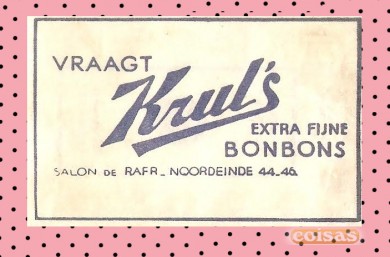 VRAAGT
Krul's
EXTRA FIJNE
BONBONS
SALON DE RAFR_ NOORDEINDE 44-46
coisas